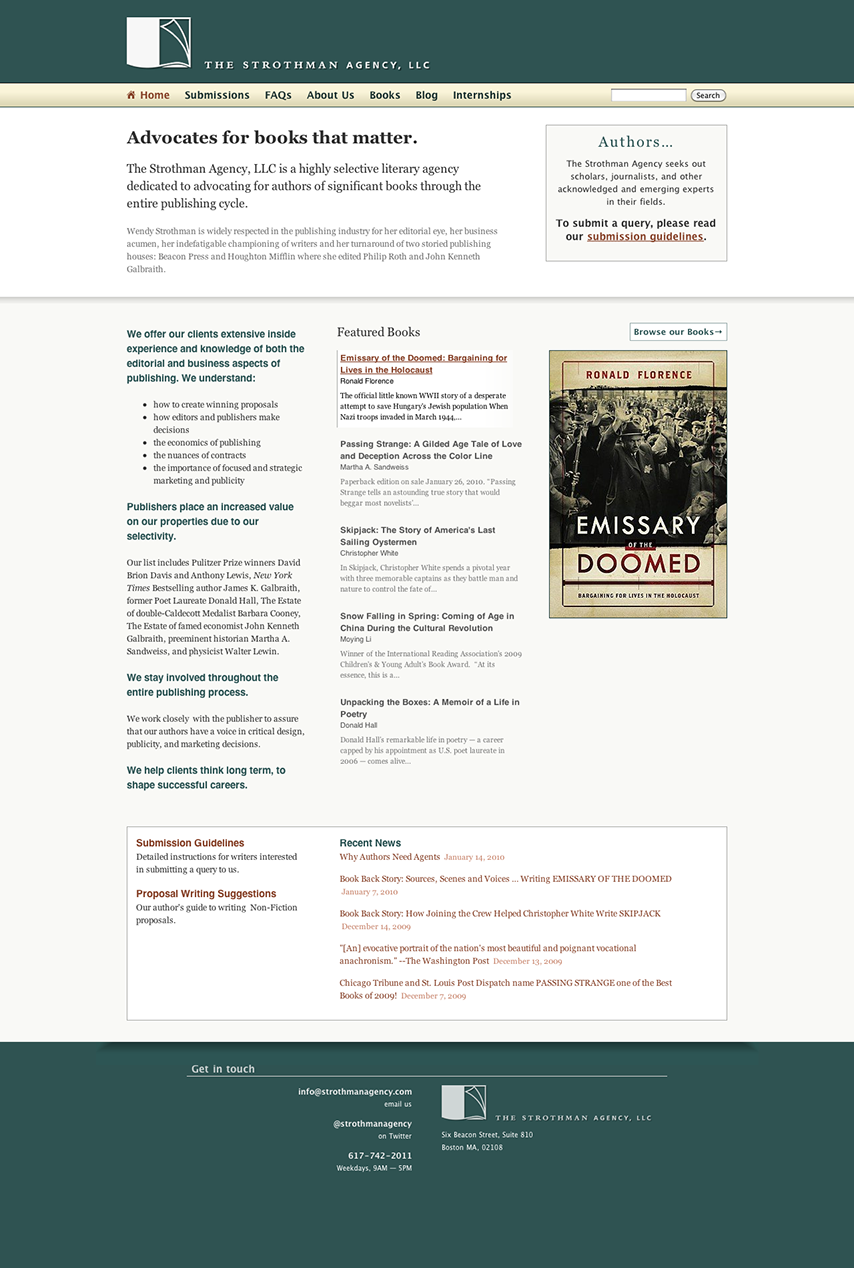 THE STROTHMAN AGENCY, LLC
Home Submissions FAQs About Us Books Blog Internships Search
Advocates for books that matter.
The Strothman Agency, LLC is a highly selective literary agency
dedicated to advocating for authors of significant books through the
entire publishing cycle.
Wendy Strothman is widely respected in the publishing industry for her editorial eye, her business
acumen, her indefatigable championing of writers and her turnaround of two storied publishing
houses: Beacon Press and Houghton Mifflin where she edited Philip Roth and John Kenneth
Galbraith.
Authors...
The Strothman Agency seeks out
scholars, journalists, and other
acknowledged and emerging experts
in their fields.
To submit a query, please read
our submission guidelines.
We offer our clients extensive inside
experience and knowledge of both the
editorial and business aspects of
publishing. We understand:
• how to create winning proposals
• how editors and publishers make
decisions
• the economics of publishing
• the nuances of contracts
• the importance of focused and strategic
marketing and publicity
Publishers place an increased value
on our properties due to our
selectivity.
Our list includes Pulitzer Prize winners David
Brion Davis and Anthony Lewis, New York
Times Bestselling author James K. Galbraith,
former Poet Laureate Donald Hall, The Estate
of double-Caldecott Medalist Barbara Cooney,
The Estate of famed economist John Kenneth
Galbraith, preeminent historian Martha A.
Sandweiss, and physicist Walter Lewin.
We stay involved throughout the
entire publishing process.
We work closely with the publisher to assure
that our authors have a voice in critical design,
publicity, and marketing decisions.
We help clients think long term, to
shape successful careers.
Featured Books
Emissary of the Doomed: Bargaining for
Lives in the Holocaust
Ronald Florence
The official little known WWII story of a desperate
attempt to save Hungary's Jewish population When
Nazi troops invaded in March 1944,...
Passing Strange: A Gilded Age Tale of Love
and Deception Across the Color Line
Martha A. Sandweiss
Paperback edition on sale January 26, 2010. "Passing
Strange tells an astounding true story that would
beggar most novelists'...
Skipjack: The Story of America's Last
Sailing Oystermen
Christopher White
In Skipjack, Christopher White spends a pivotal year
with three memorable captains as they battle man and
nature to control the fate of...
Snow Falling in Spring: Coming of Age in
China During the Cultural Revolution
Moying Li
Winner of the International Reading Association's 2009
Children's & Young Adult's Book Award. "At its
essence, this is a...
Unpacking the Boxes: A Memoir of a Life in
Poetry
Donald Hall
Donald Hall's remarkable life in poetry — a career
capped by his appointment as U.S. poet laureate in
2006 — comes alive...
Browse our Books→
RONALD FLORENCE
EMISSARY
OF THE
DOOMED
BARGAINING FOR LIVES IN THE HOLOCAUST
Submission Guidelines
Detailed instructions for writers interested
in submitting a query to us.
Proposal Writing Suggestions
Our author's guide to writing Non-Fiction
proposals.
Recent News
Why Authors Need Agents January 14, 2010
Book Back Story: Sources, Scenes and Voices ... Writing EMISSARY OF THE DOOMED
January 7, 2010
Book Back Story: How Joining the Crew Helped Christopher White Write SKIPJACK
December 14, 2009
"[An] evocative portrait of the nation's most beautiful and poignant vocational
anachronism." --The Washington Post December 13, 2009
Chicago Tribune and St. Louis Post Dispatch name PASSING STRANGE one of the Best
Books of 2009! December 7, 2009
Get in touch
info@strothmanagency.com
email us
@strothmanagency
on Twitter
617-742-2011
Weekdays, 9AM — 5PM
THE STROTHMAN AGENCY, LLC
Six Beacon Street, Suite 810
Boston MA, 02108